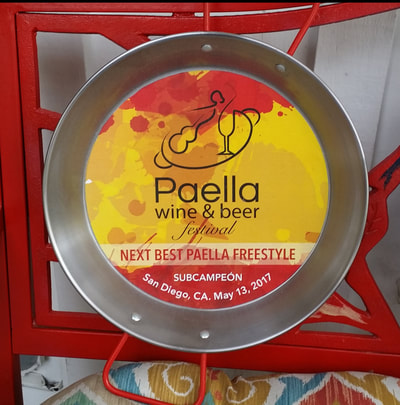 Paella
wine & beer
festival
NEXT BEST PAELLA FREESTYLE
SUBCAMPEÓN
San Diego, CA. May 13, 2017